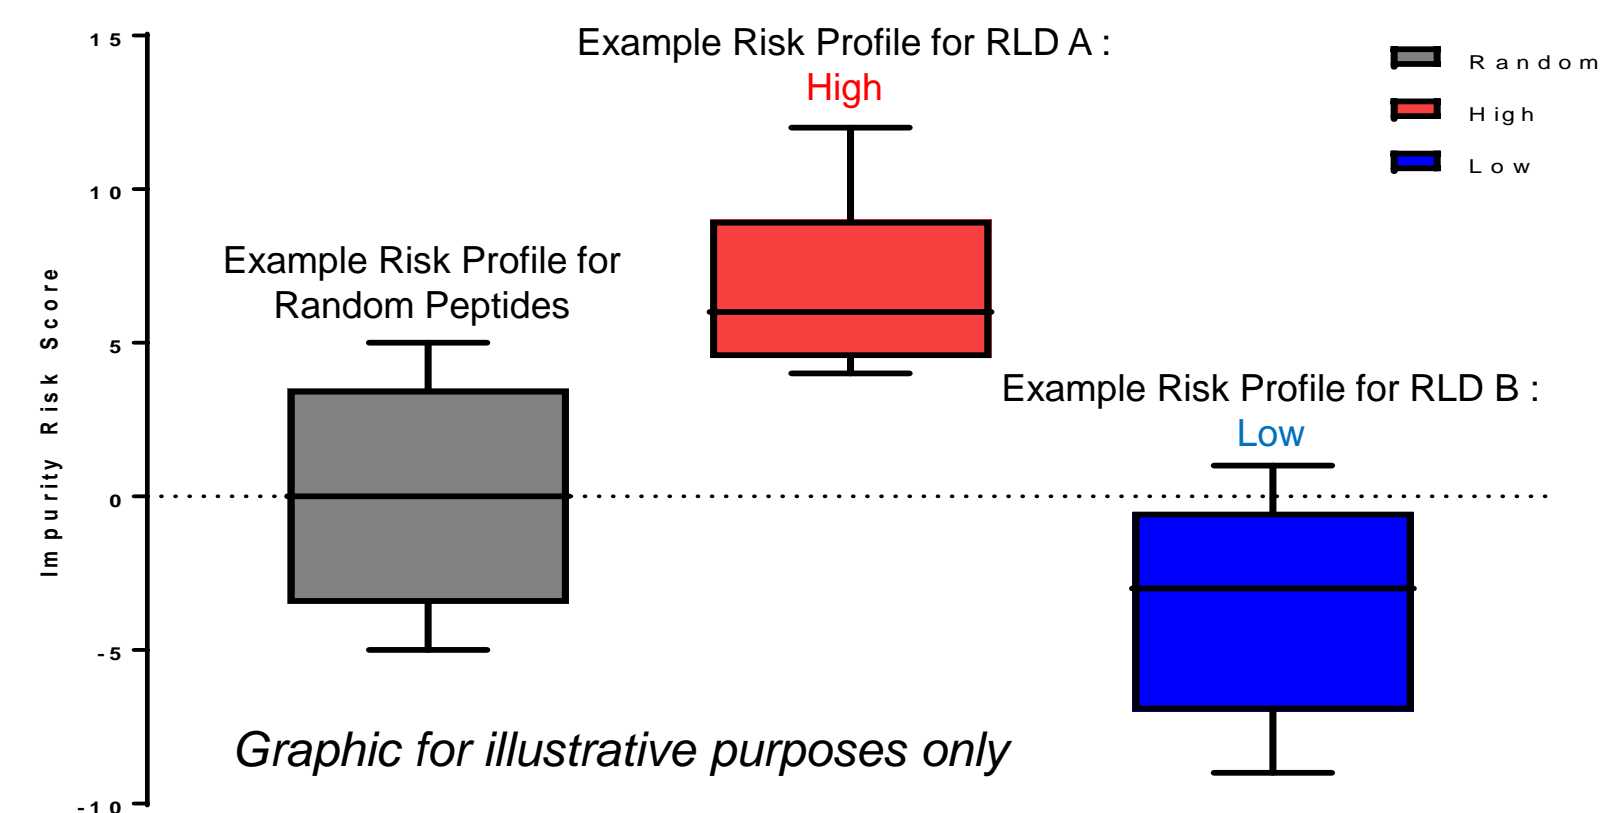 Example Risk Profile for RLD A :
High
Random
High
Low
Example Risk Profile for
Random Peptides
Example Risk Profile for RLD B :
Low
Impurity Risk Score
15
10
5
0
-5
-10
Graphic for illustrative purposes only